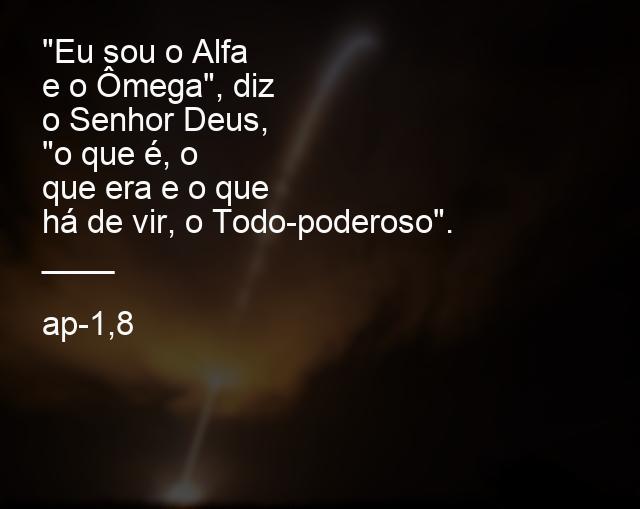 "Eu sou o Alfa
e o Ômega", diz
o Senhor Deus,
"o que é, o
que era e o que
há de vir, o Todo-poderoso".
____
ap-1,8